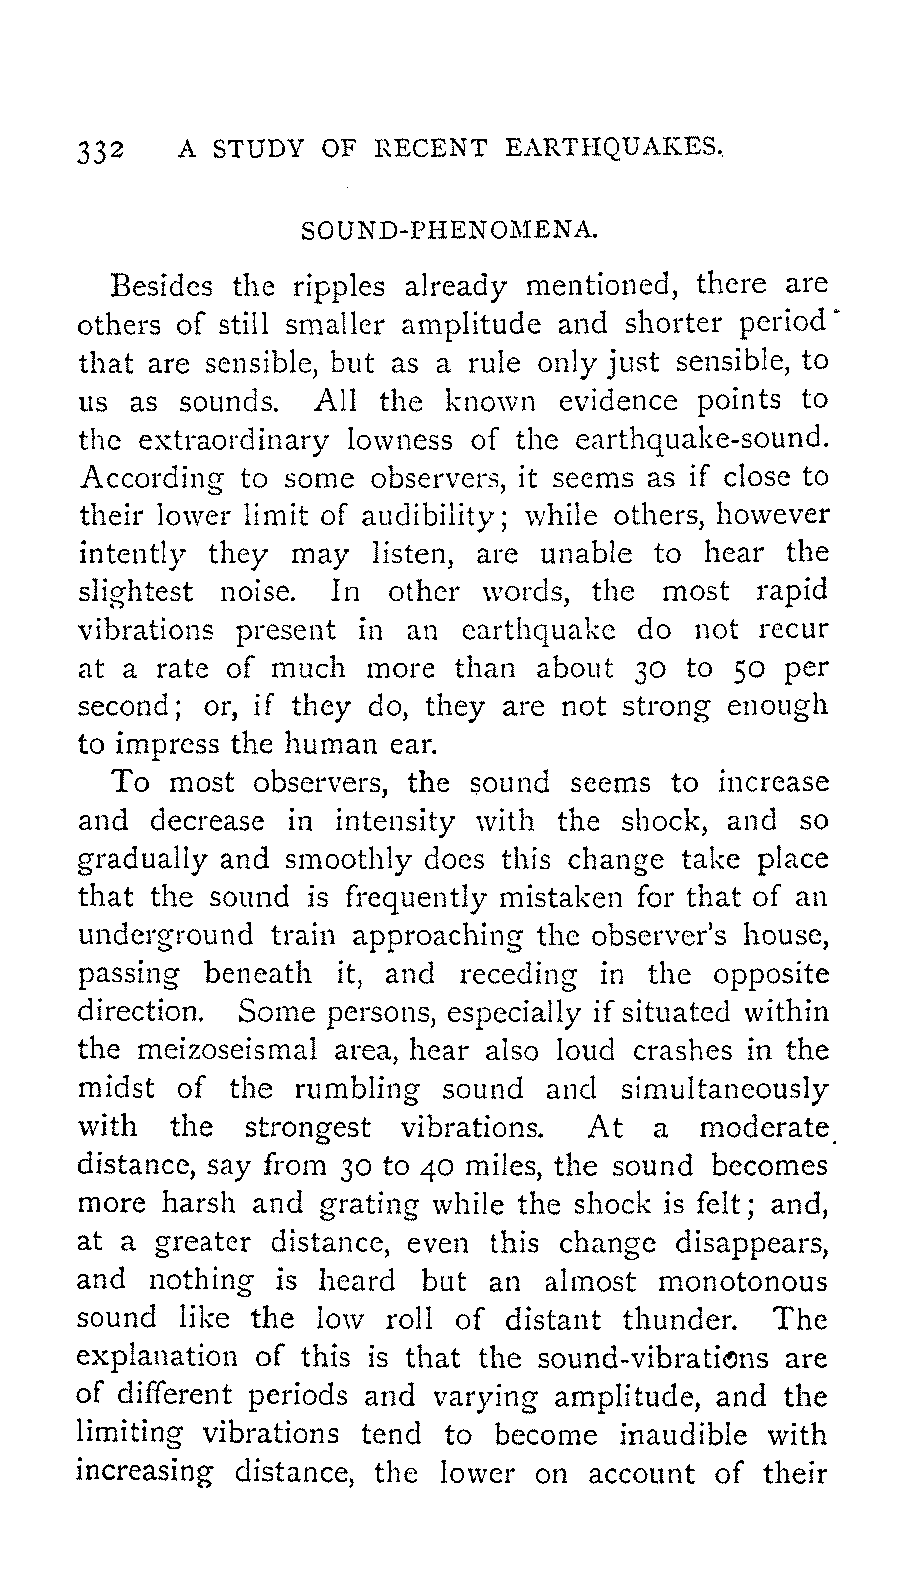 332 A STUDY OF RECENT EARTHQUAKES.
SOUND-PHENOMENA.
Besides the ripples already mentioned, there are
others of still smaller amplitude and shorter period
that are sensible, but as a rule only just sensible, to
us as sounds. All the known evidence points to
the extraordinary lowness of the earthquake-sound.
According to some observers, it seems as if close to
their lower limit of audibility; while others, however
intently they may listen, are unable to hear the
slightest noise. In other words, the most rapid
vibrations present in an earthquake do not recur
at a rate of much more than about 30 to 50 per
second; or, if they do, they are not strong enough
to impress the human ear.
To most observers, the sound seems to increase
and decrease in intensity with the shock, and so
gradually and smoothly does this change take place
that the sound is frequently mistaken for that of an
underground train approaching the observer's house,
passing beneath it, and receding in the opposite
direction. Some persons, especially if situated within
the meizoseismal area, hear also loud crashes in the
midst of the rumbling sound and simultaneously
with the strongest vibrations. At a moderate
distance, say from 30 to 40 miles, the sound becomes
more harsh and grating while the shock is felt; and,
at a greater distance, even this change disappears,
and nothing is heard but an almost monotonous
sound like the low roll of distant thunder. The
explanation of this is that the sound-vibrations are
of different periods and varying amplitude, and the
limiting vibrations tend to become inaudible with
increasing distance, the lower on account of their